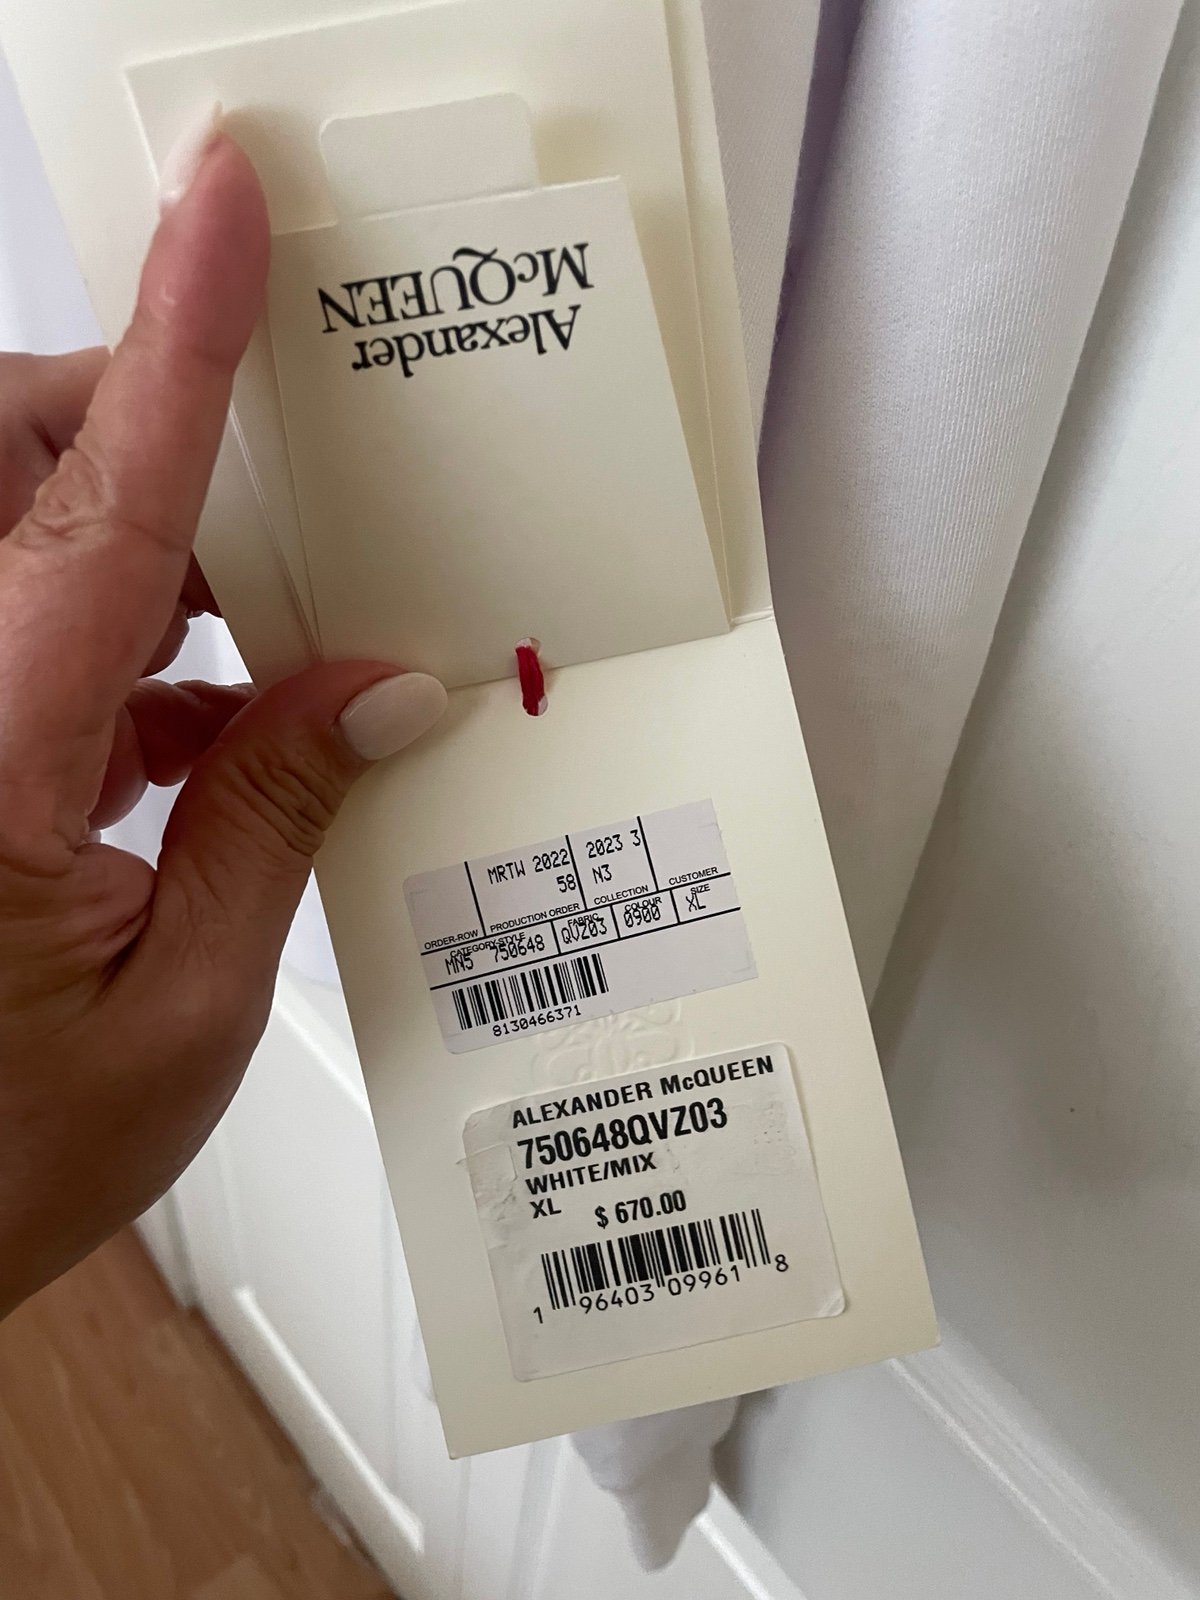 Alexander
McQUEEN
MRTW 2022 2023 3
58 N3
ORDER-ROW PRODUCTION ORDER COLLECTION CUSTOMER
CATEGORY-STYLE FABRIC COLOUR SIZE
MN5 750648 QVZ03 0900 XL
8130466371
ALEXANDER McQUEEN
750648QVZ03
WHITE/MIX
XL $ 670.00
1 96403 09961 8